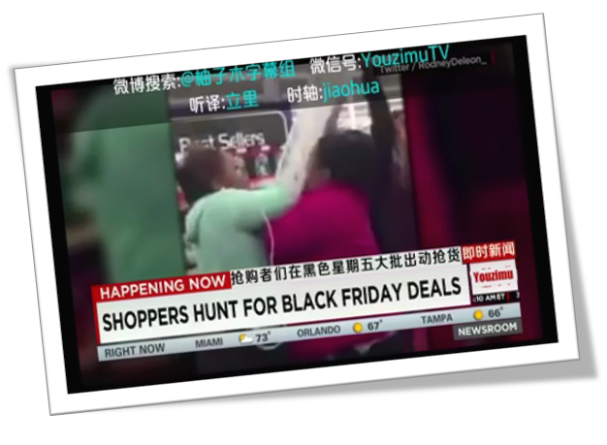 微博搜索:@柚子木字幕组 微信号:YouzimuTV
Twitter / RodneyDeleon_
听译:立里 时轴:jiaohua
Best Sellers
抢购者们在黑色星期五大批出动抢货
即时新闻
HAPPENING NOW
Youzimu
SHOPPERS HUNT FOR BLACK FRIDAY DEALS
10 AM ET
RIGHT NOW MIAMI 73° ORLANDO 67° TAMPA 66°
NEWSROOM